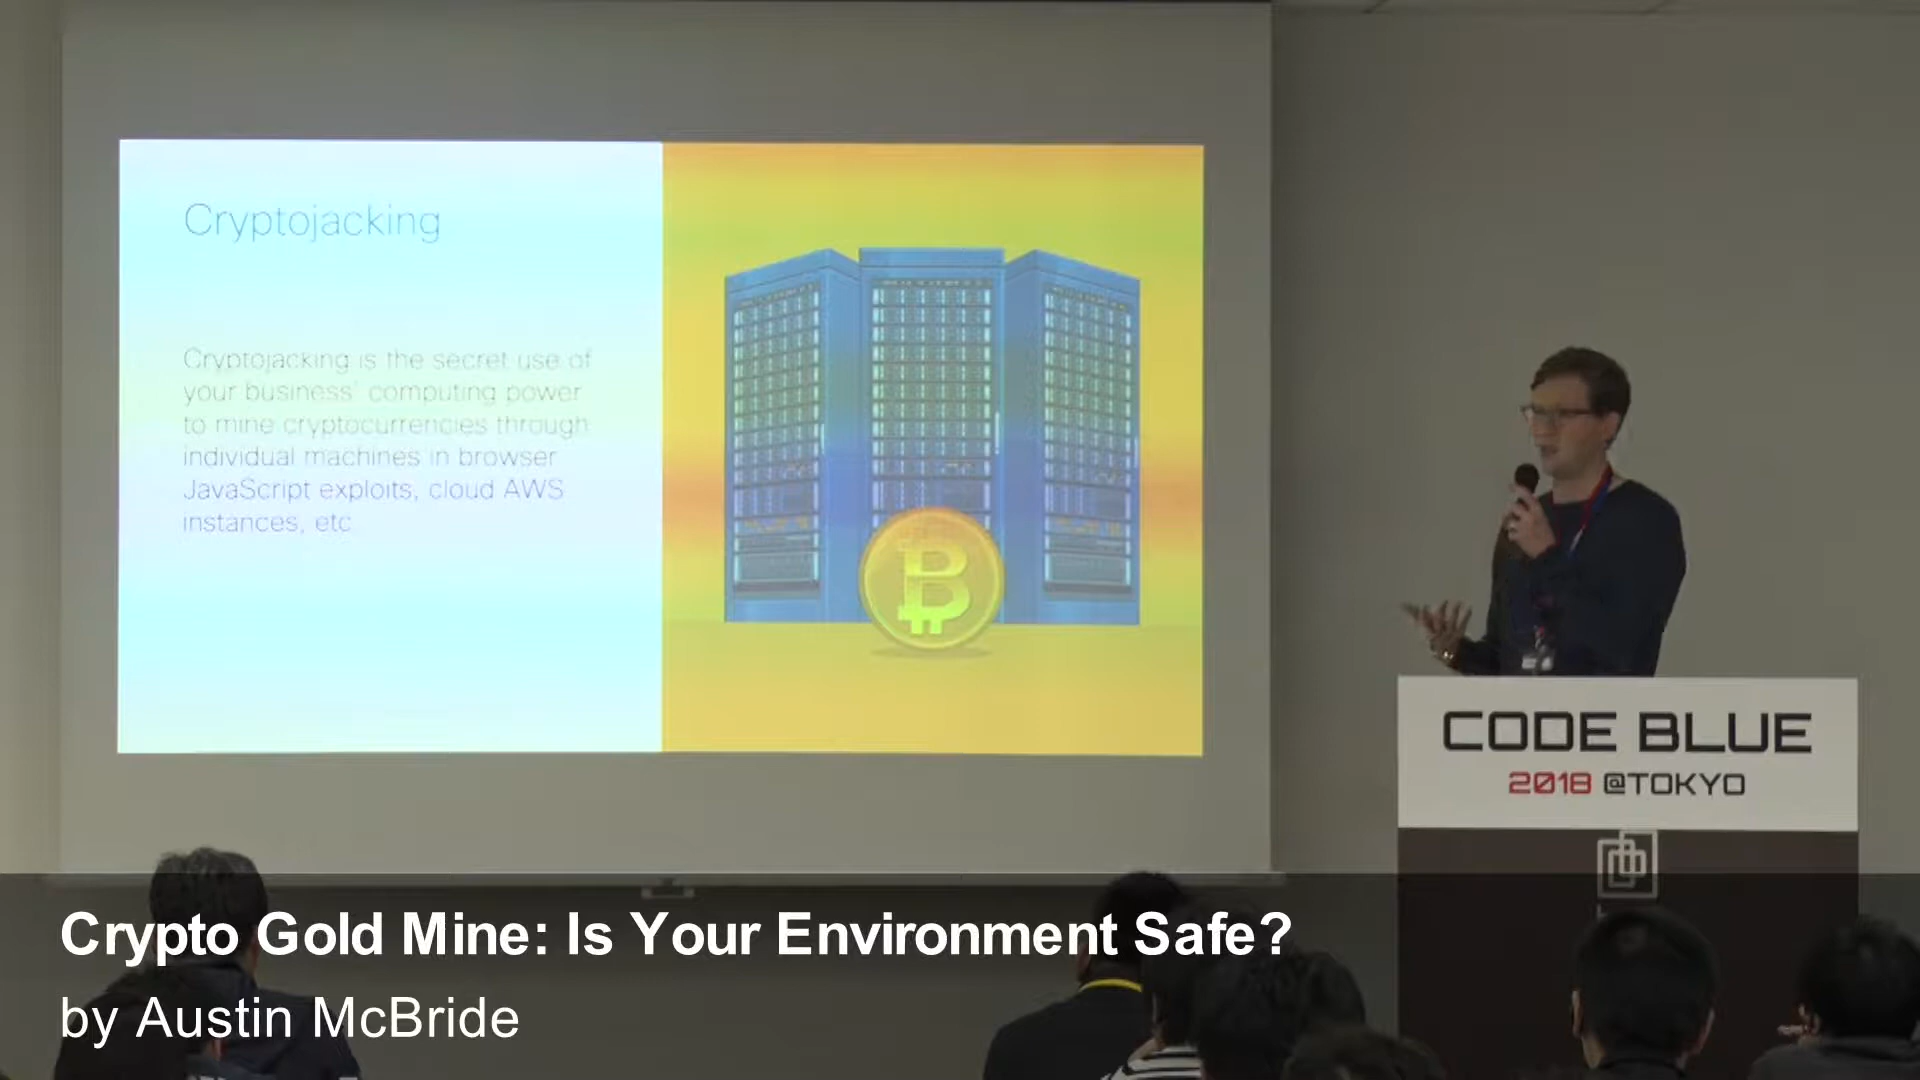 Cryptojacking
Cryptojacking is the secret use of
your business' computing power
to mine cryptocurrencies through
individual machines in browser
JavaScript exploits, cloud AWS
instances, etc
CODE BLUE
2018 @TOKYO
Crypto Gold Mine: Is Your Environment Safe?
by Austin McBride